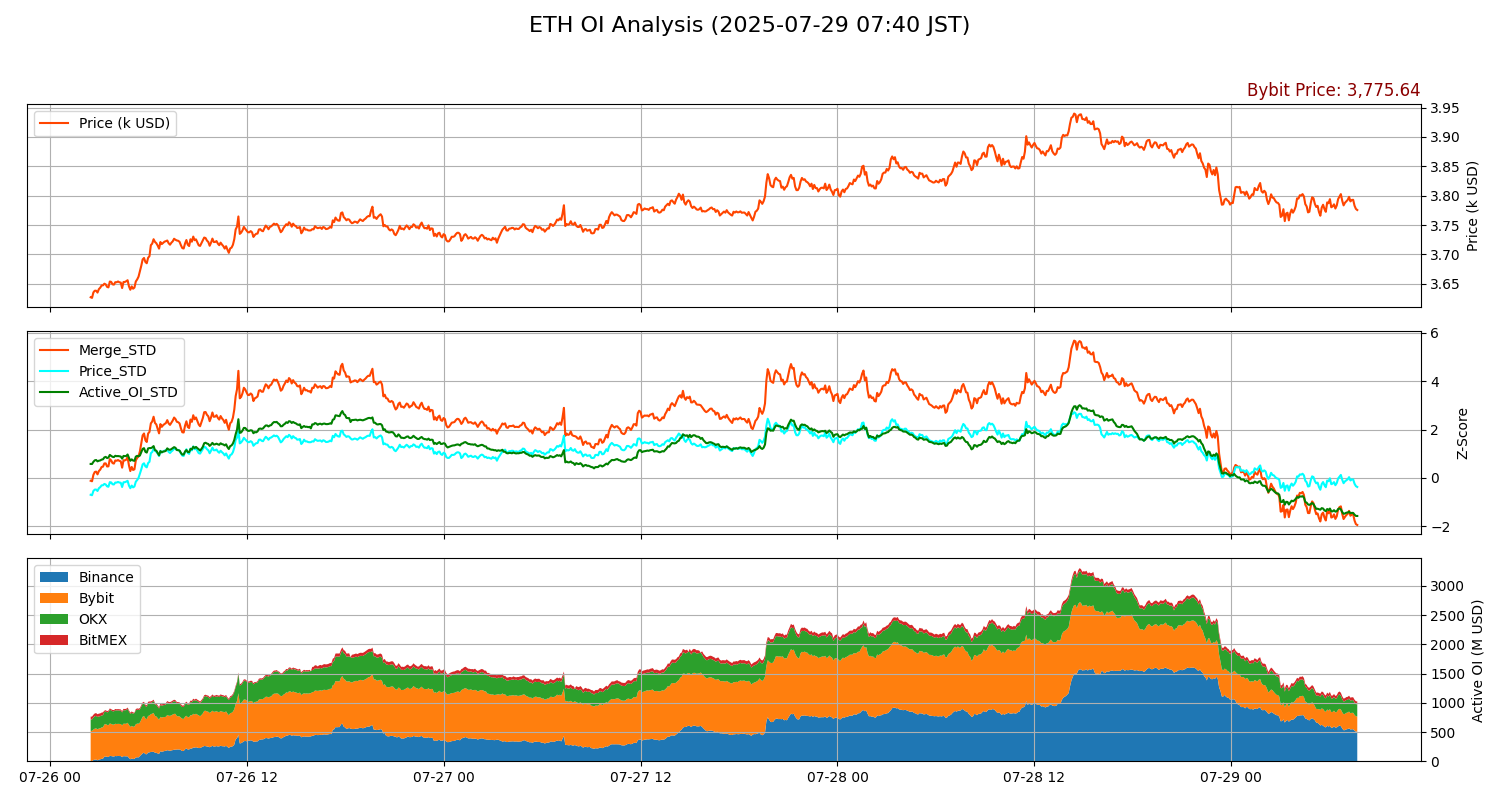 ETH OI Analysis (2025-07-29 07:40 JST)
Bybit Price: 3,775.64
Price (k USD)
3.95
3.90
3.85
3.80
3.75
3.70
3.65
Price (k USD)
Merge_STD
Price_STD
Active_OI_STD
6
4
2
0
−2
Z-Score
Binance
Bybit
OKX
BitMEX
3000
2500
2000
1500
1000
500
0
Active OI (M USD)
07-26 00
07-26 12
07-27 00
07-27 12
07-28 00
07-28 12
07-29 00